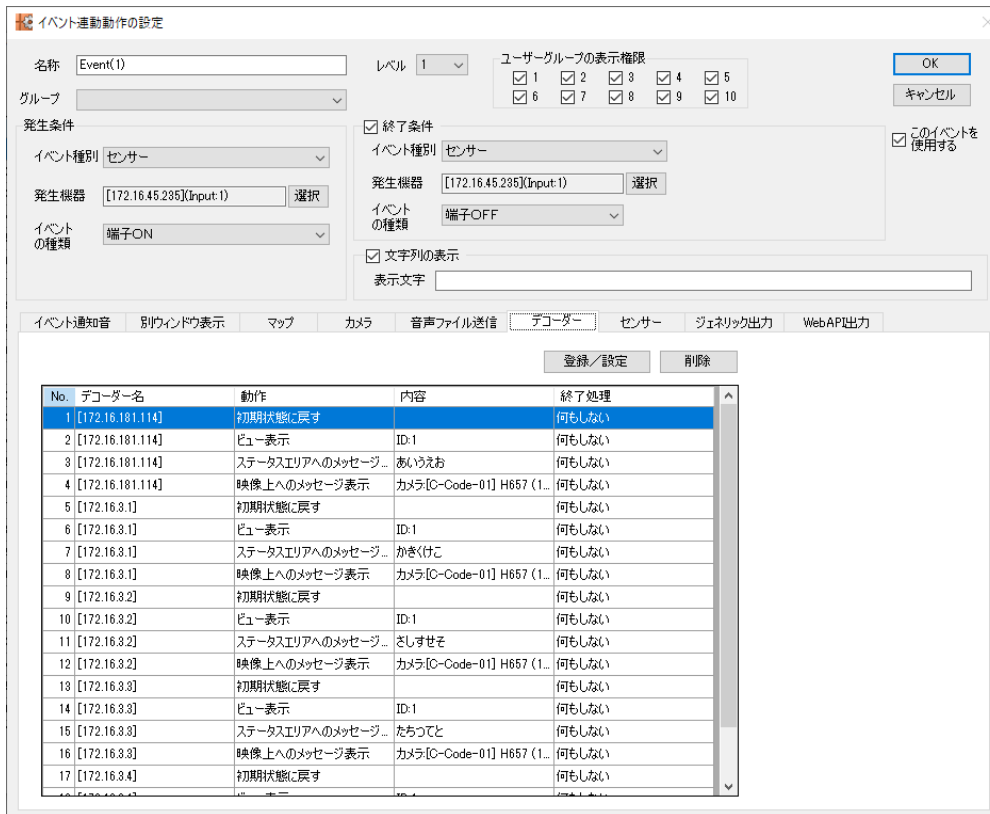 イベント連動動作の設定
名称 Event(1) レベル 1 ユーザーグループの表示権限 OK
1 2 3 4 5
6 7 8 9 10
グループ キャンセル
発生条件
イベント種別 センサー
発生機器 [172.16.45.235](Input:1) 選択
イベント
の種類
端子ON
終了条件
イベント種別 センサー
発生機器 [172.16.45.235](Input:1) 選択
イベント
の種類
端子OFF
このイベントを
使用する
文字列の表示
表示文字
イベント通知音 別ウィンドウ表示 マップ カメラ 音声ファイル送信 デコーダー センサー ジェネリック出力 WebAPI出力
登録／設定 削除
No. デコーダー名 動作 内容 終了処理
1 [172.16.181.114] 初期状態に戻す 何もしない
2 [172.16.181.114] ビュー表示 ID:1 何もしない
3 [172.16.181.114] ステータスエリアへのメッセージ... あいうえお 何もしない
4 [172.16.181.114] 映像上へのメッセージ表示 カメラ:[C-Code-01] H657 (1... 何もしない
5 [172.16.3.1] 初期状態に戻す 何もしない
6 [172.16.3.1] ビュー表示 ID:1 何もしない
7 [172.16.3.1] ステータスエリアへのメッセージ... かきくけこ 何もしない
8 [172.16.3.1] 映像上へのメッセージ表示 カメラ:[C-Code-01] H657 (1... 何もしない
9 [172.16.3.2] 初期状態に戻す 何もしない
10 [172.16.3.2] ビュー表示 ID:1 何もしない
11 [172.16.3.2] ステータスエリアへのメッセージ... さしすせそ 何もしない
12 [172.16.3.2] 映像上へのメッセージ表示 カメラ:[C-Code-01] H657 (1... 何もしない
13 [172.16.3.3] 初期状態に戻す 何もしない
14 [172.16.3.3] ビュー表示 ID:1 何もしない
15 [172.16.3.3] ステータスエリアへのメッセージ... たちつてと 何もしない
16 [172.16.3.3] 映像上へのメッセージ表示 カメラ:[C-Code-01] H657 (1... 何もしない
17 [172.16.3.4] 初期状態に戻す 何もしない